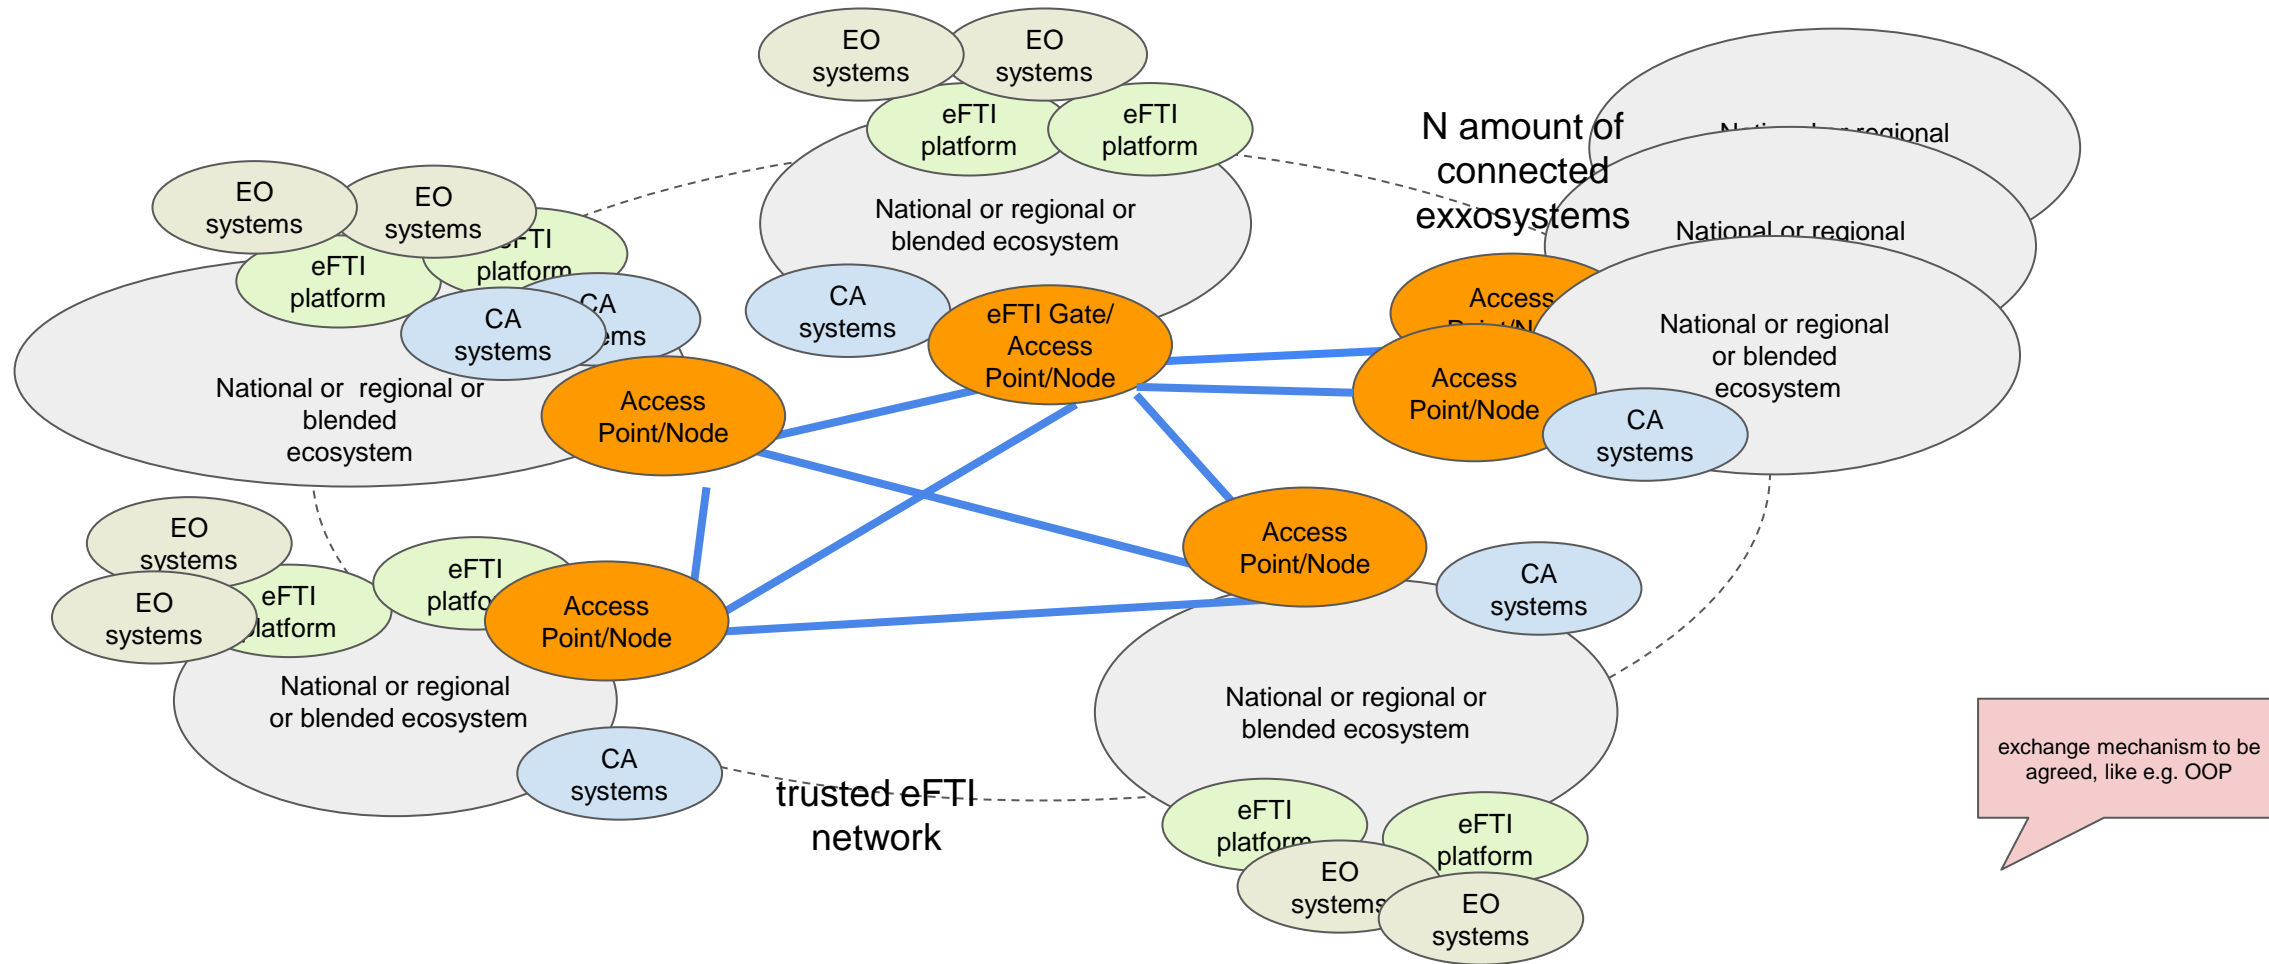 EO
systems
EO
systems
eFTI
platform
eFTI
platform
National or regional or
blended ecosystem
CA
systems
eFTI Gate/
Access
Point/Node
N amount of
connected
exxosystems
regional
National or regional
National or regional
or blended
ecosystem
Access
Access
Point/Node
CA
systems
EO
systems
EO
systems
eFTI
platform
platform
CA
systems
CA
National or  regional or
blended
ecosystem
Access
Point/Node
EO
systems
EO
systems
eFTI
platform
eFTI
Access
Point/Node
National or regional
or blended ecosystem
CA
systems
trusted eFTI
network
Access
Point/Node
CA
systems
National or regional or
blended ecosystem
eFTI
platform
eFTI
platform
EO
systems
EO
systems
exchange mechanism to be
agreed, like e.g. OOP